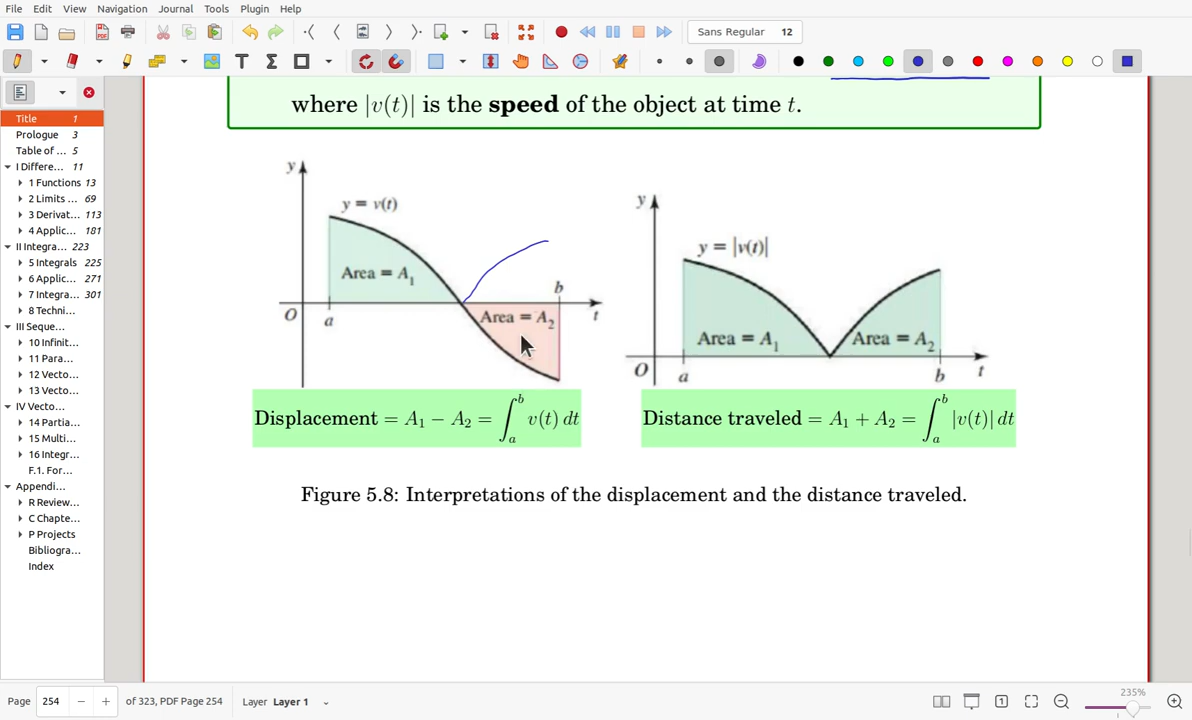 File Edit View Navigation Journal Tools Plugin Help
Sans Regular 12
Title 1
Prologue 3
Table of ... 5
I Differe... 11
1 Functions 13
2 Limits ... 69
3 Derivat... 113
4 Applic... 181
II Integra... 223
5 Integrals 225
6 Applic... 271
7 Integra... 301
8 Techni...
III Seque...
10 Infinit...
11 Para...
12 Vecto...
13 Vecto...
IV Vecto...
14 Partia...
15 Multi...
16 Integr...
F.1. For...
Appendi...
R Review...
C Chapte...
P Projects
Bibliogra...
Index
where |v(t)| is the speed of the object at time t.
y
y = v(t)
Area = A₁
b
O
a
Area = A₂
t
Displacement = A₁ − A₂ = ∫ₐᵇ v(t) dt
y
y = |v(t)|
Area = A₁
Area = A₂
O
a
b
t
Distance traveled = A₁ + A₂ = ∫ₐᵇ |v(t)| dt
Figure 5.8: Interpretations of the displacement and the distance traveled.
Page 254 of 323, PDF Page 254 Layer Layer 1
235%